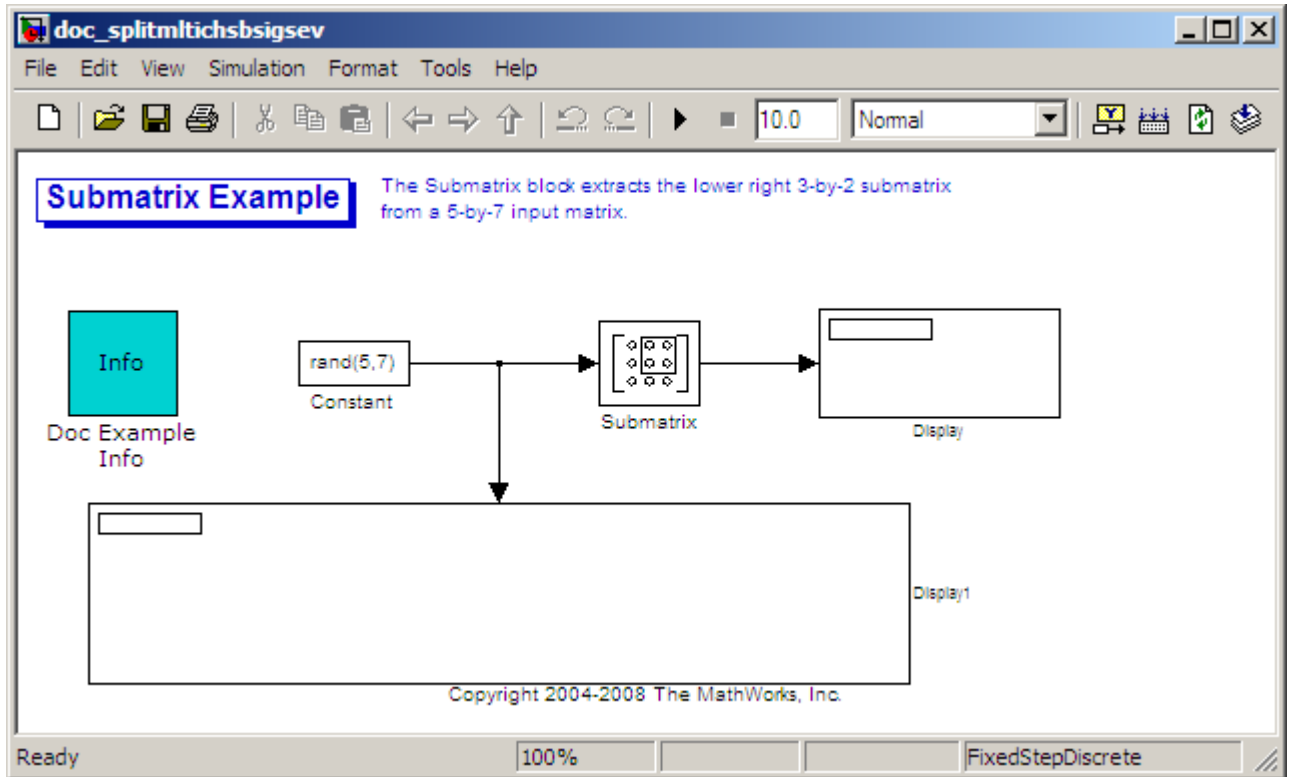 doc_splitmltichsbsigsev
File Edit View Simulation Format Tools Help
10.0 Normal
Submatrix Example
The Submatrix block extracts the lower right 3-by-2 submatrix
from a 5-by-7 input matrix.
Info
Doc Example
Info
rand(5,7)
Constant
Submatrix
Display
Display1
Copyright 2004-2008 The MathWorks, Inc.
Ready 100% FixedStepDiscrete